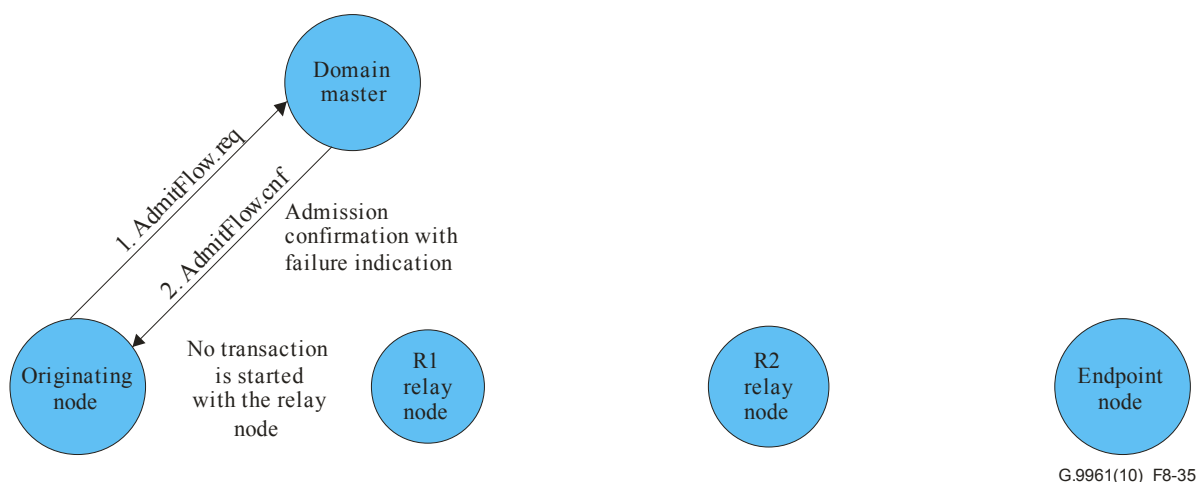 Domain
master
1. AdmitFlow.req
2. AdmitFlow.cnf
Admission
confirmation with
failure indication
Originating
node
No transaction
is started
with the relay
node
R1
relay
node
R2
relay
node
Endpoint
node
G.9961(10)_F8-35